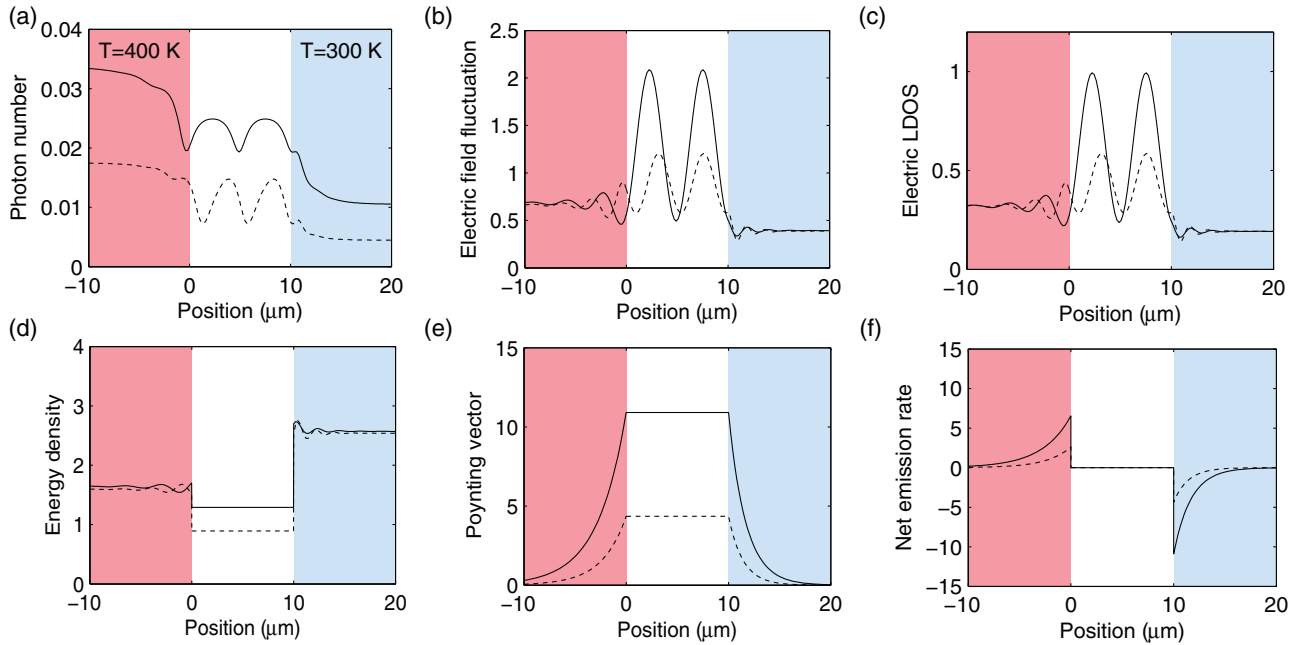 (a)
T=400 K
T=300 K
0.04
0.03
0.02
0.01
0
Photon number
−10
0
10
20
Position (μm)
(b)
2.5
2
1.5
1
0.5
0
Electric field fluctuation
−10
0
10
20
Position (μm)
(c)
1
0.5
0
Electric LDOS
−10
0
10
20
Position (μm)
(d)
4
3
2
1
0
Energy density
−10
0
10
20
Position (μm)
(e)
15
10
5
0
Poynting vector
−10
0
10
20
Position (μm)
(f)
15
10
5
0
−5
−10
−15
Net emission rate
−10
0
10
20
Position (μm)